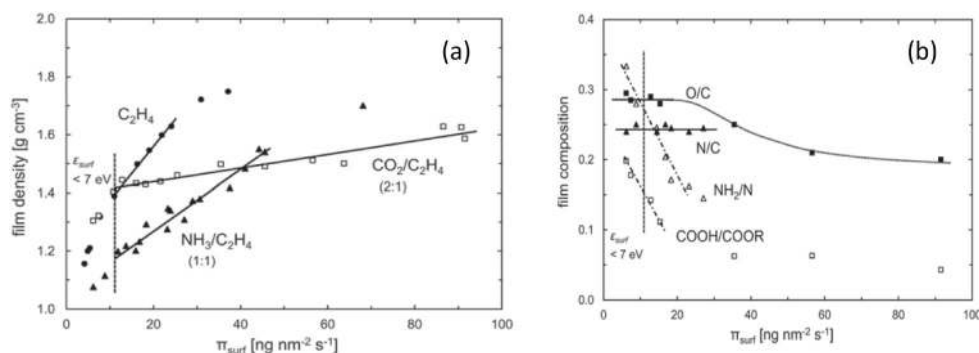 (a)
film density [g cm⁻³]
2.0
1.8
1.6
1.4
1.2
1.0
C₂H₄
Esurf
< 7 eV
CO₂/C₂H₄
(2:1)
NH₃/C₂H₄
(1:1)
0 20 40 60 80 100
πsurf [ng nm⁻² s⁻¹]
(b)
film composition
0.4
0.3
0.2
0.1
0.0
O/C
N/C
NH₂/N
COOH/COOR
Esurf
< 7 eV
0 20 40 60 80 100
πsurf [ng nm⁻² s⁻¹]